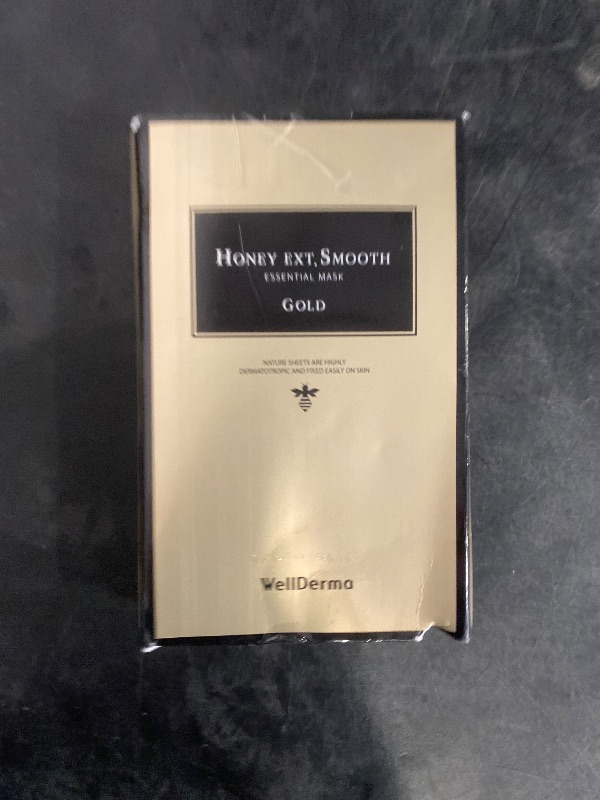 HONEY EXT, SMOOTH
ESSENTIAL MASK
GOLD
NATURE SHEETS ARE HIGHLY
DERMATOTROPIC AND FIXED EASILY ON SKIN
WellDerma